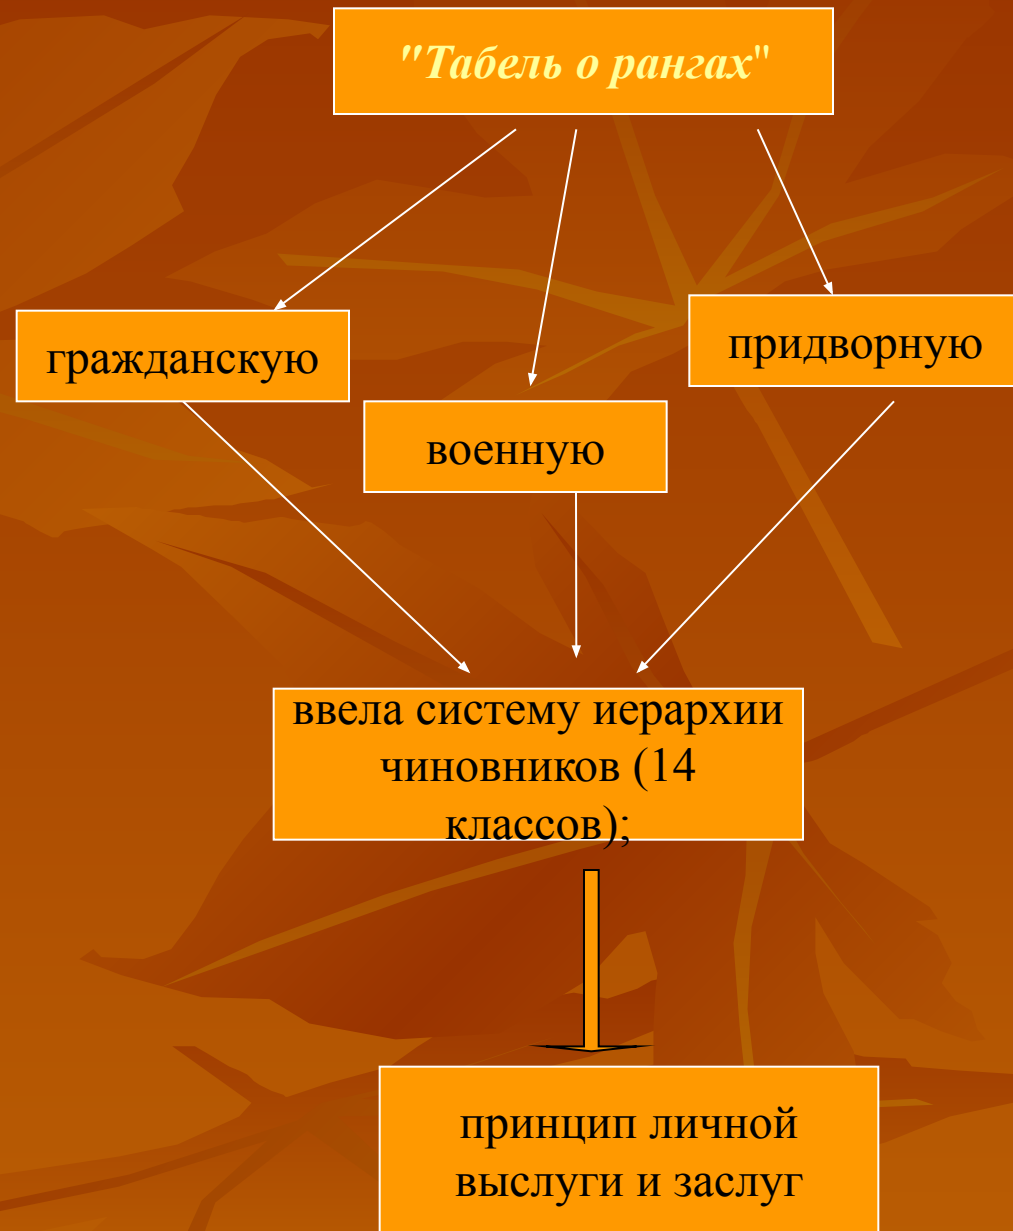 "Табель о рангах"
гражданскую
придворную
военную
ввела систему иерархии
чиновников (14
классов);
принцип личной
выслуги и заслуг